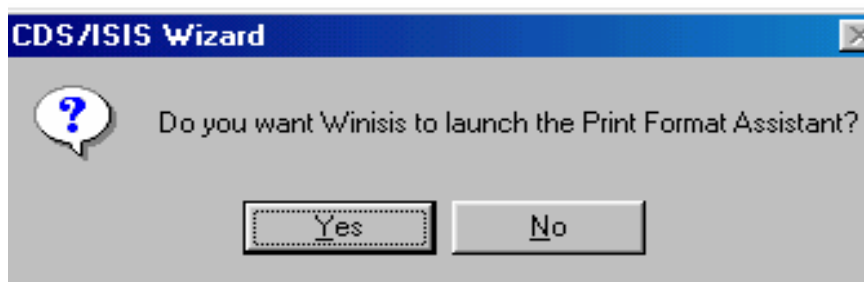 CDS/ISIS Wizard
?
Do you want Winisis to launch the Print Format Assistant?
Yes
No